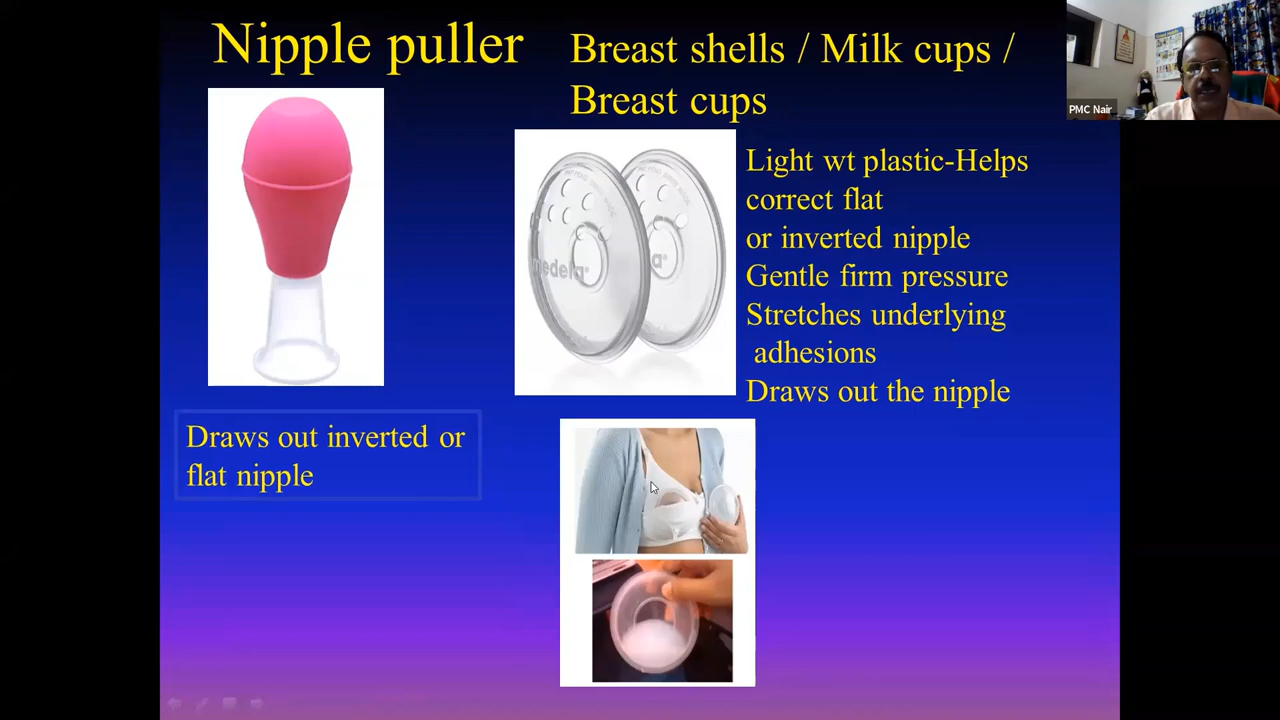 Nipple puller
Breast shells / Milk cups /
Breast cups
PMC Nair
Light wt plastic-Helps
correct flat
or inverted nipple
Gentle firm pressure
Stretches underlying
adhesions
Draws out the nipple
medela®
Draws out inverted or
flat nipple